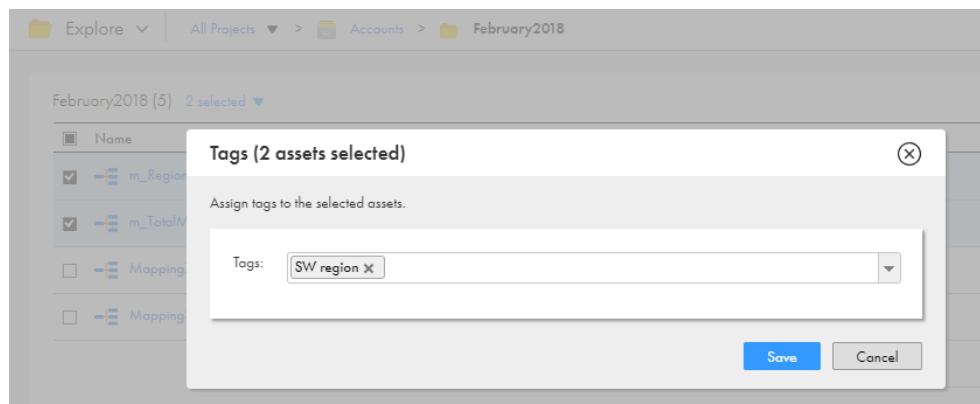 Explore All Projects > Accounts > February2018
February2018 (5) 2 selected
Name
Tags (2 assets selected)
m_Region
Assign tags to the selected assets.
m_TotalM
Tags: SW region
Mapping
Mapping
Save Cancel